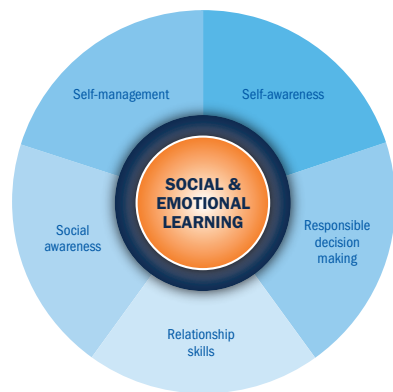 Self-management
Self-awareness
SOCIAL &
EMOTIONAL
LEARNING
Social
awareness
Responsible
decision
making
Relationship
skills